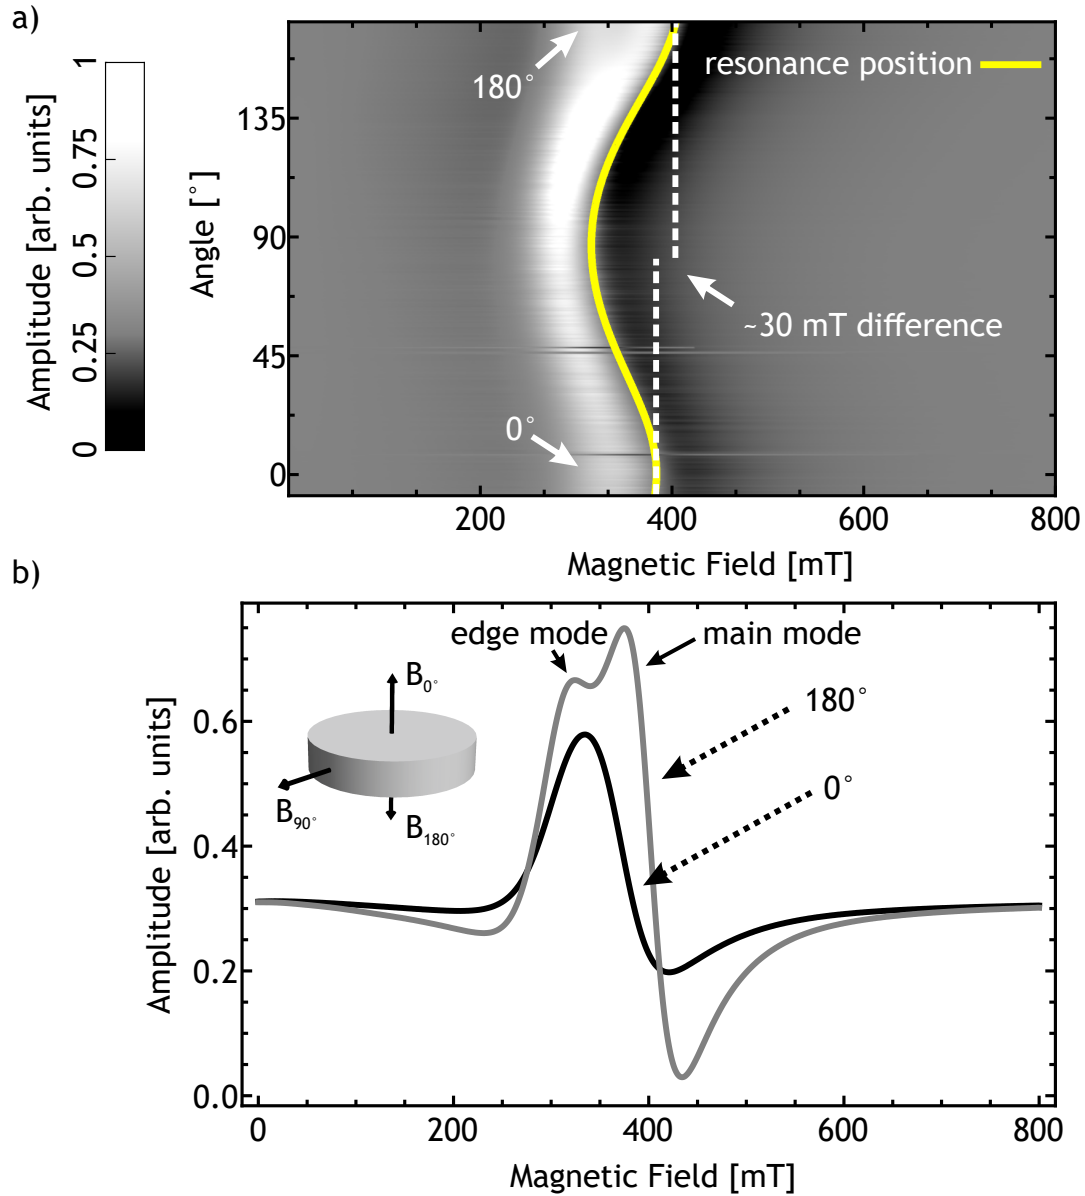 a)
Amplitude [arb. units]
1
0.75
0.5
0.25
0
Angle [°]
135
90
45
0
180°
resonance position
~30 mT difference
0°
200 400 600 800
Magnetic Field [mT]
b)
Amplitude [arb. units]
0.6
0.4
0.2
0.0
edge mode
main mode
B0°
180°
0°
B90°
B180°
0 200 400 600 800
Magnetic Field [mT]